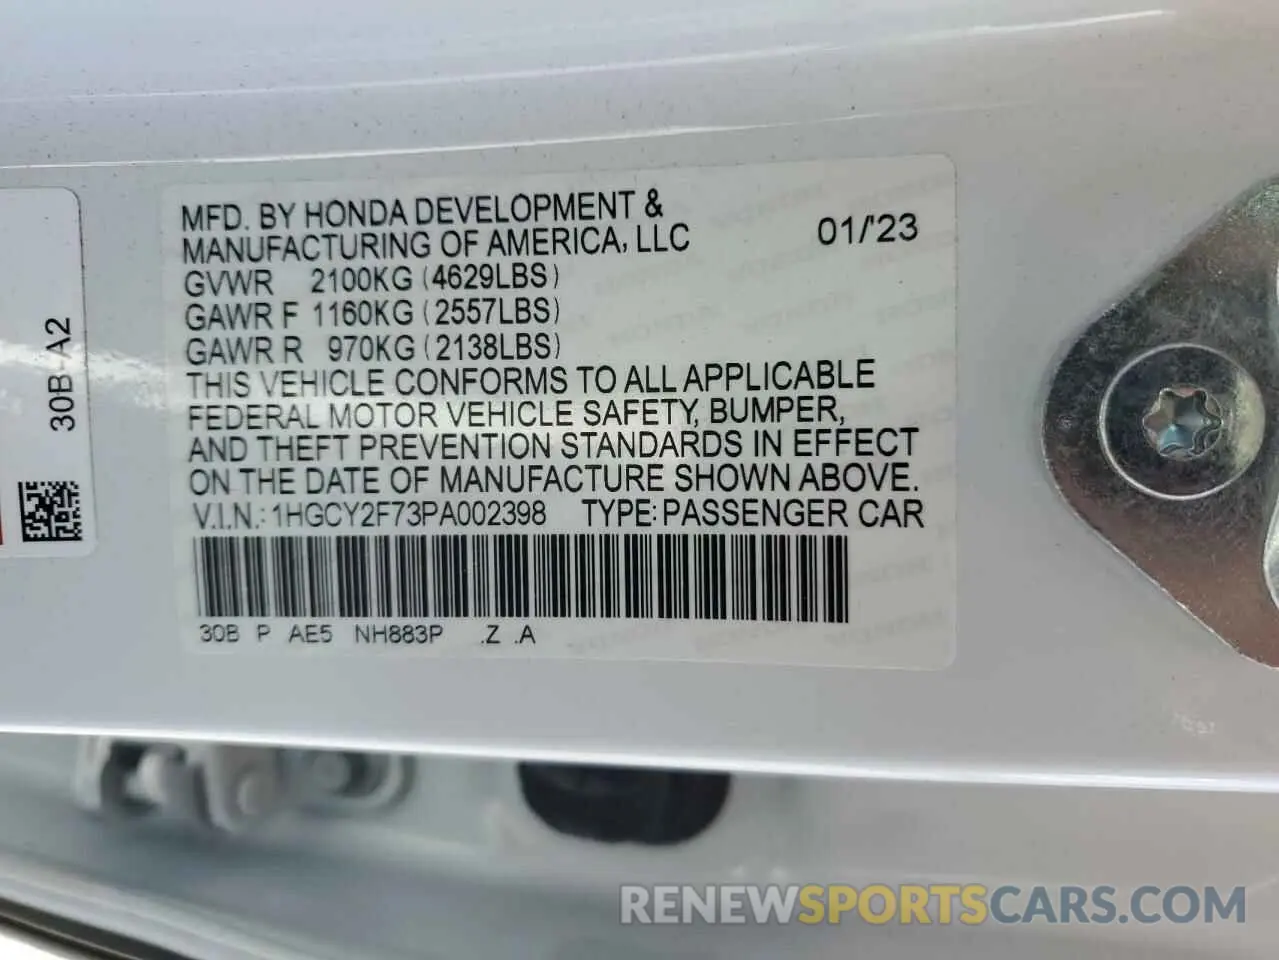 MFD. BY HONDA DEVELOPMENT &
MANUFACTURING OF AMERICA, LLC 01/'23
GVWR 2100KG (4629LBS)
GAWR F 1160KG (2557LBS)
GAWR R 970KG (2138LBS)
THIS VEHICLE CONFORMS TO ALL APPLICABLE
FEDERAL MOTOR VEHICLE SAFETY, BUMPER,
AND THEFT PREVENTION STANDARDS IN EFFECT
ON THE DATE OF MANUFACTURE SHOWN ABOVE.
V.I.N.: 1HGCY2F73PA002398 TYPE: PASSENGER CAR
30B P AE5 NH883P .Z .A
30B-A2
RENEWSPORTSCARS.COM